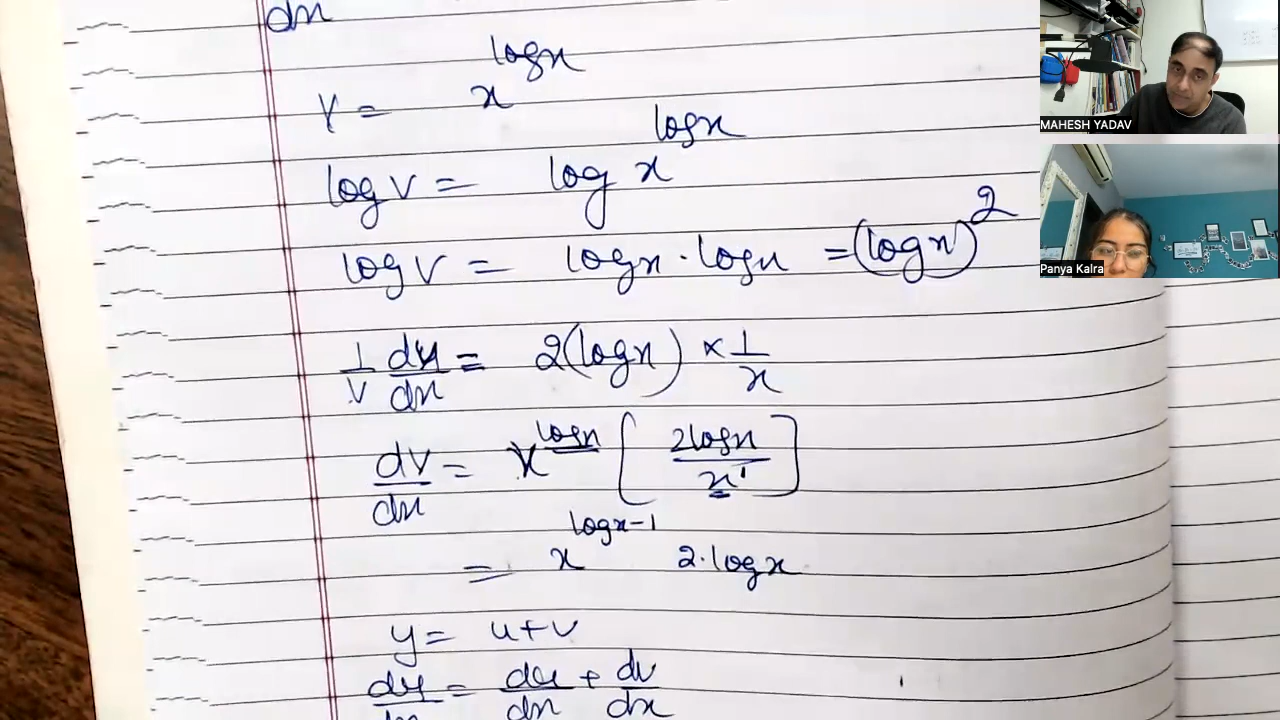 dx
V = x^logx
log V = log x^logx
log V = logx · logx = (logx)^2
1/V dv/dx = 2(logx) × 1/x
dv/dx = x^logx [ 2logx / x^1 ]
= x^logx-1 2·logx
y = u+v
dy/dx = du/dx + dv/dx
MAHESH YADAV
Panya Kalra